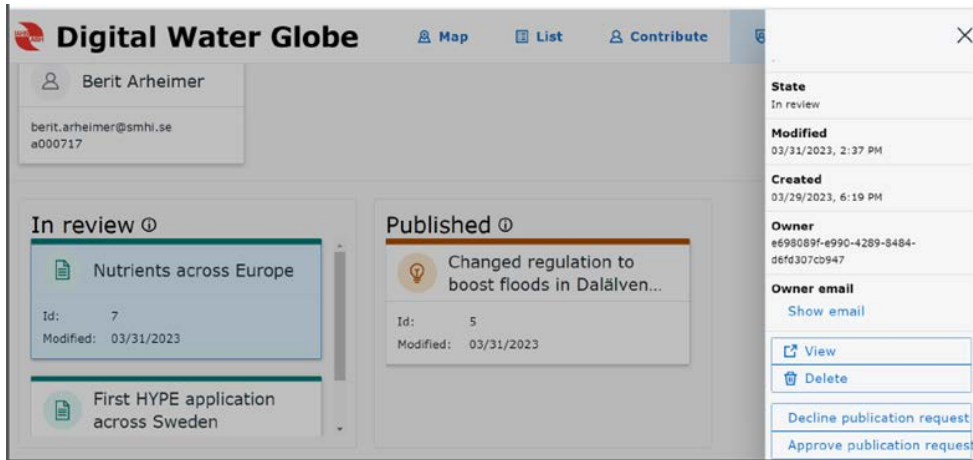 Digital Water Globe
Map
List
Contribute
Berit Arheimer
berit.arheimer@smhi.se
a000717
In review
Nutrients across Europe
Id: 7
Modified: 03/31/2023
First HYPE application
across Sweden
Published
Changed regulation to
boost floods in Dalälven...
Id: 5
Modified: 03/31/2023
State
In review
Modified
03/31/2023, 2:37 PM
Created
03/29/2023, 6:19 PM
Owner
e698089f-e990-4289-8484-
d6fd307cb947
Owner email
Show email
View
Delete
Decline publication request
Approve publication request